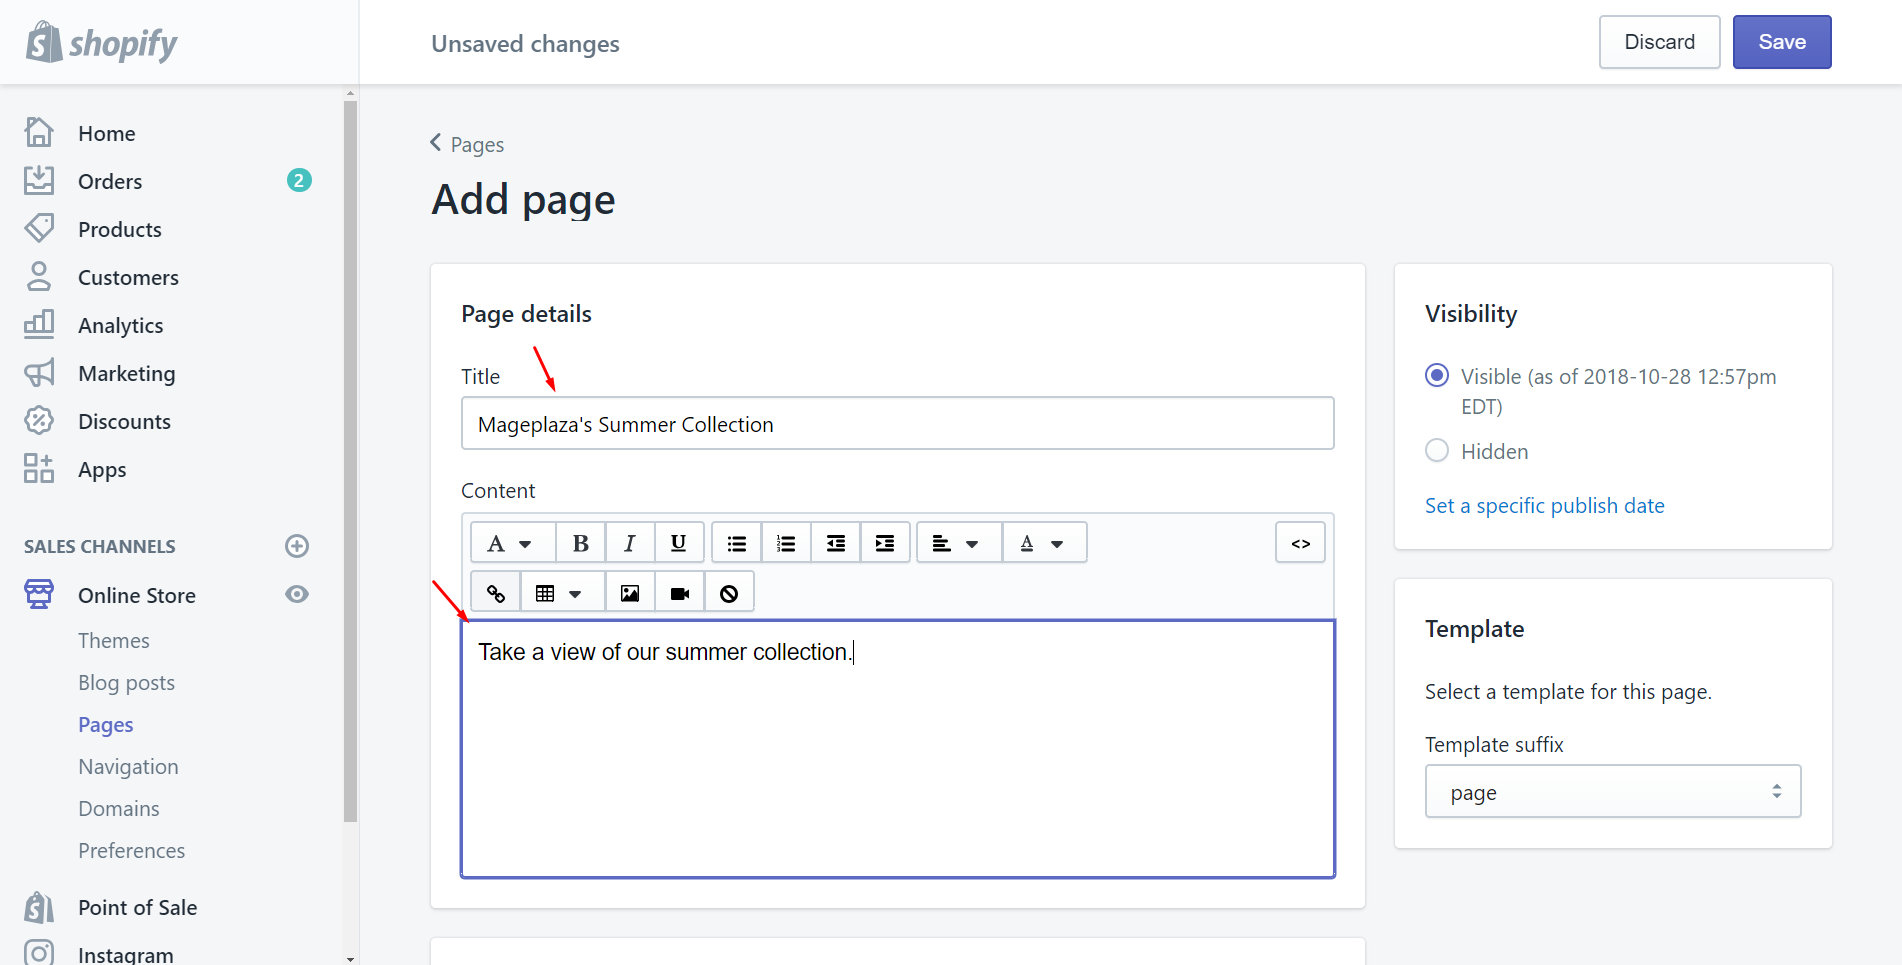 shopify
Unsaved changes
Discard
Save
Home
Orders
2
Products
Customers
Analytics
Marketing
Discounts
Apps
SALES CHANNELS
Online Store
Themes
Blog posts
Pages
Navigation
Domains
Preferences
Point of Sale
Instagram
Pages
Add page
Page details
Title
Mageplaza's Summer Collection
Content
A B I U A <>
Take a view of our summer collection.
Visibility
Visible (as of 2018-10-28 12:57pm
EDT)
Hidden
Set a specific publish date
Template
Select a template for this page.
Template suffix
page